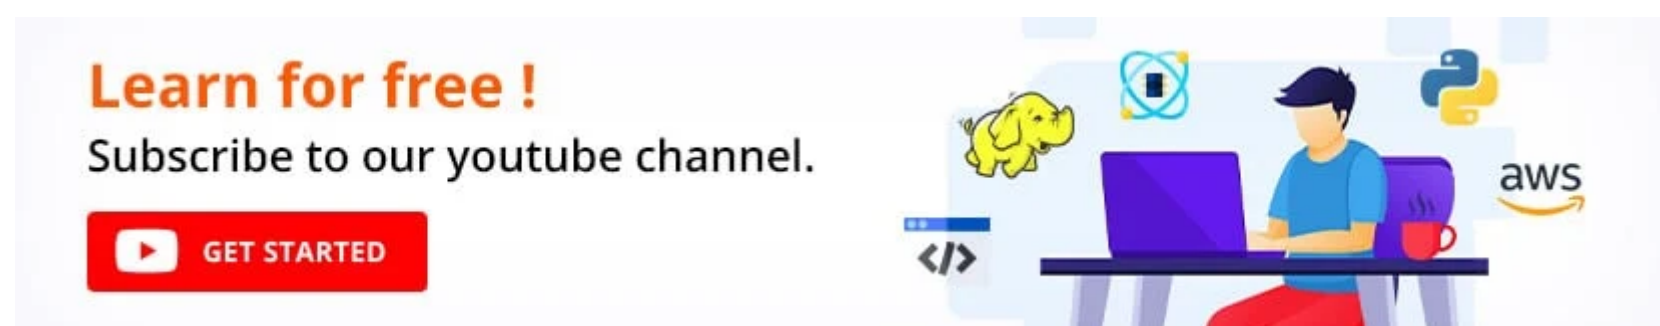 Learn for free !
Subscribe to our youtube channel.
GET STARTED
aws
</>